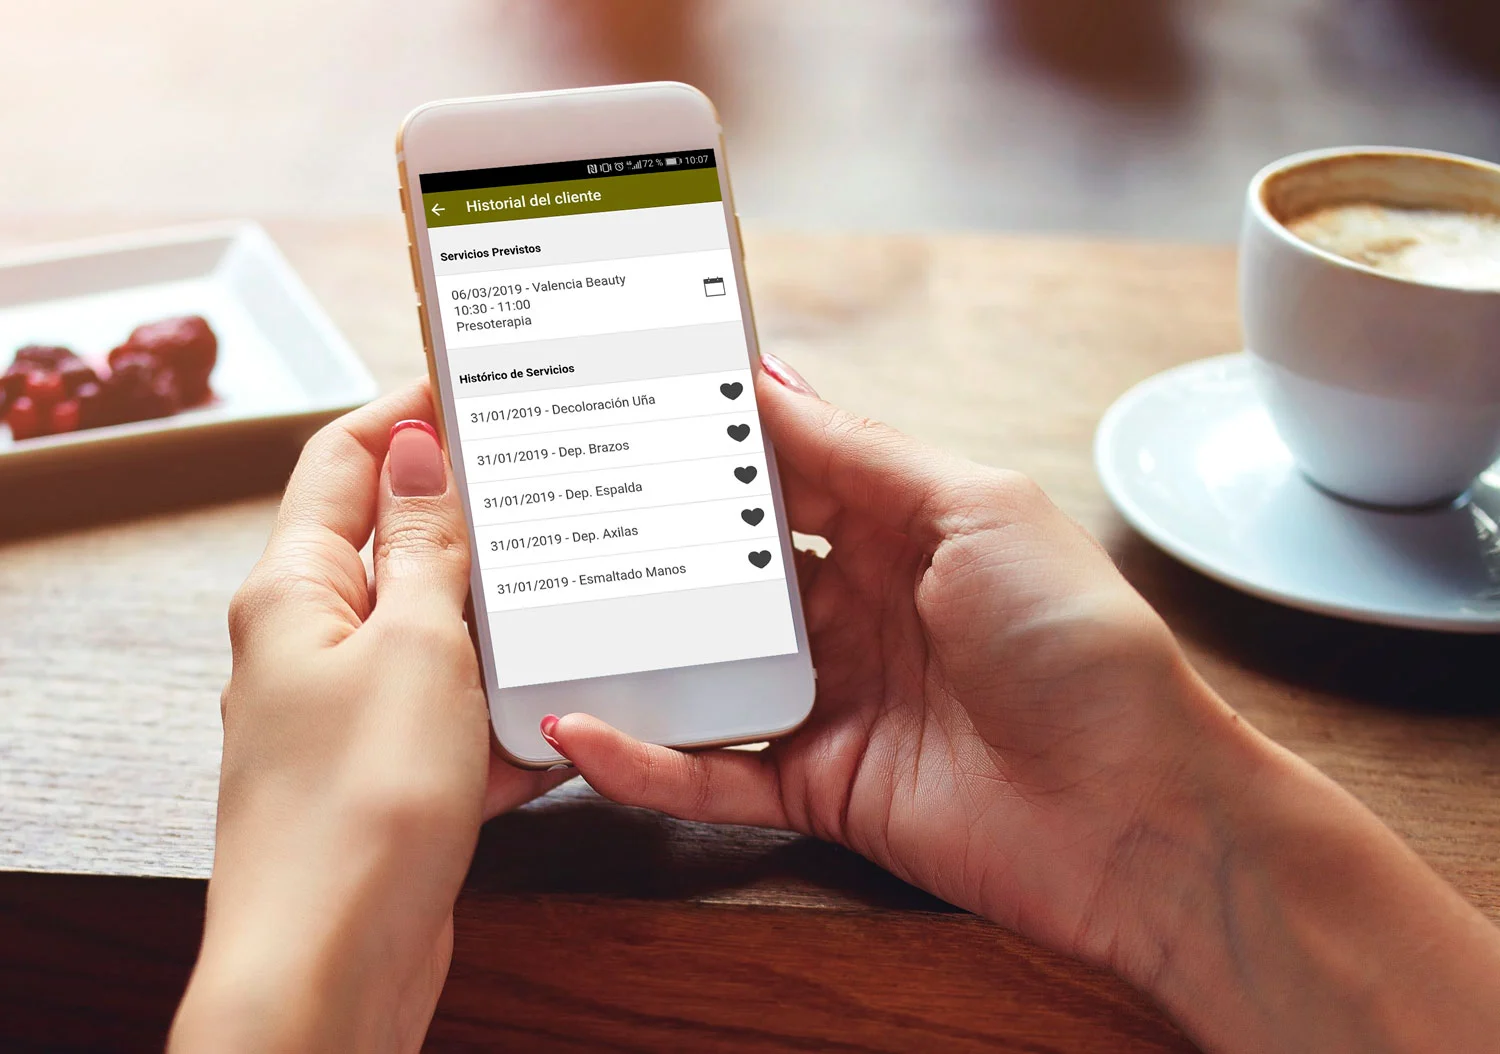 72 % 10:07
Historial del cliente
Servicios Previstos
06/03/2019 - Valencia Beauty
10:30 - 11:00
Presoterapia
Histórico de Servicios
31/01/2019 - Decoloración Uña
31/01/2019 - Dep. Brazos
31/01/2019 - Dep. Espalda
31/01/2019 - Dep. Axilas
31/01/2019 - Esmaltado Manos